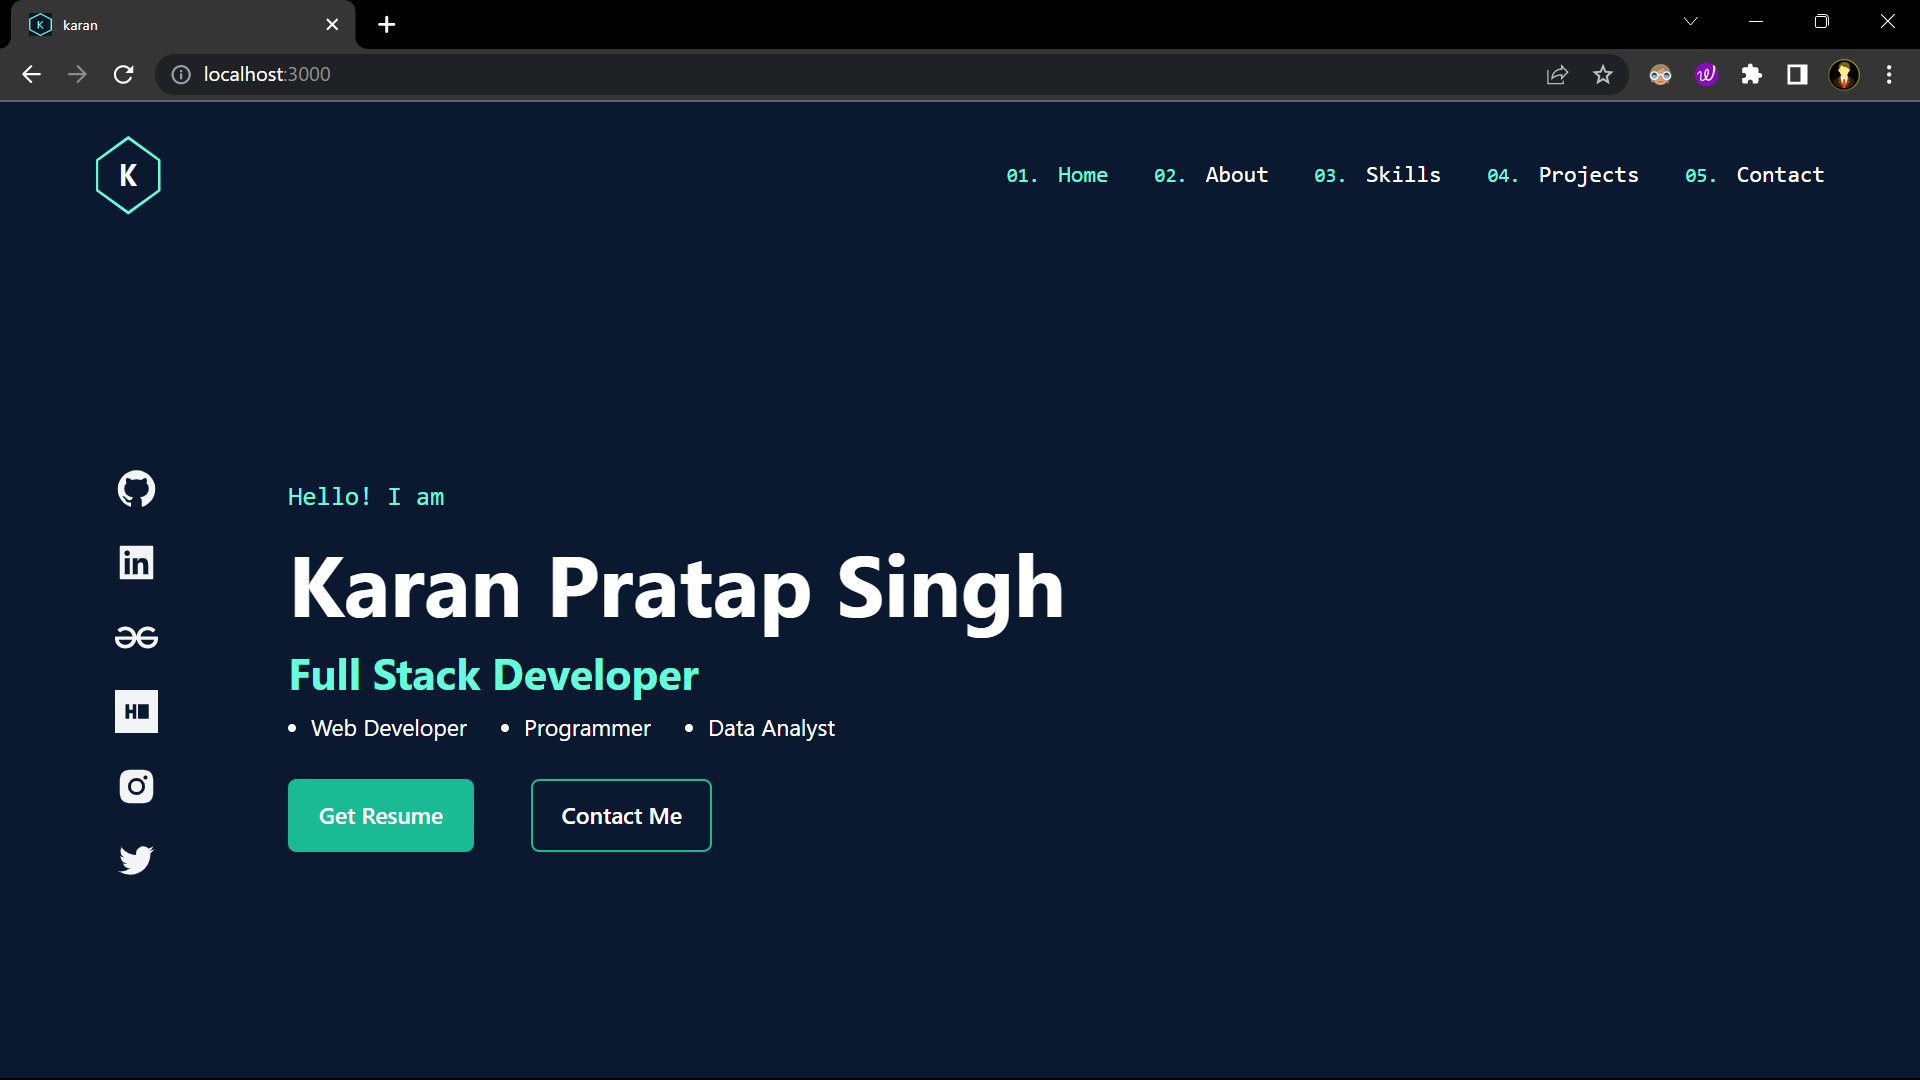 K karan
localhost:3000
K
01. Home 02. About 03. Skills 04. Projects 05. Contact
Hello! I am
in
Karan Pratap Singh
Full Stack Developer
H
• Web Developer • Programmer • Data Analyst
Get Resume Contact Me